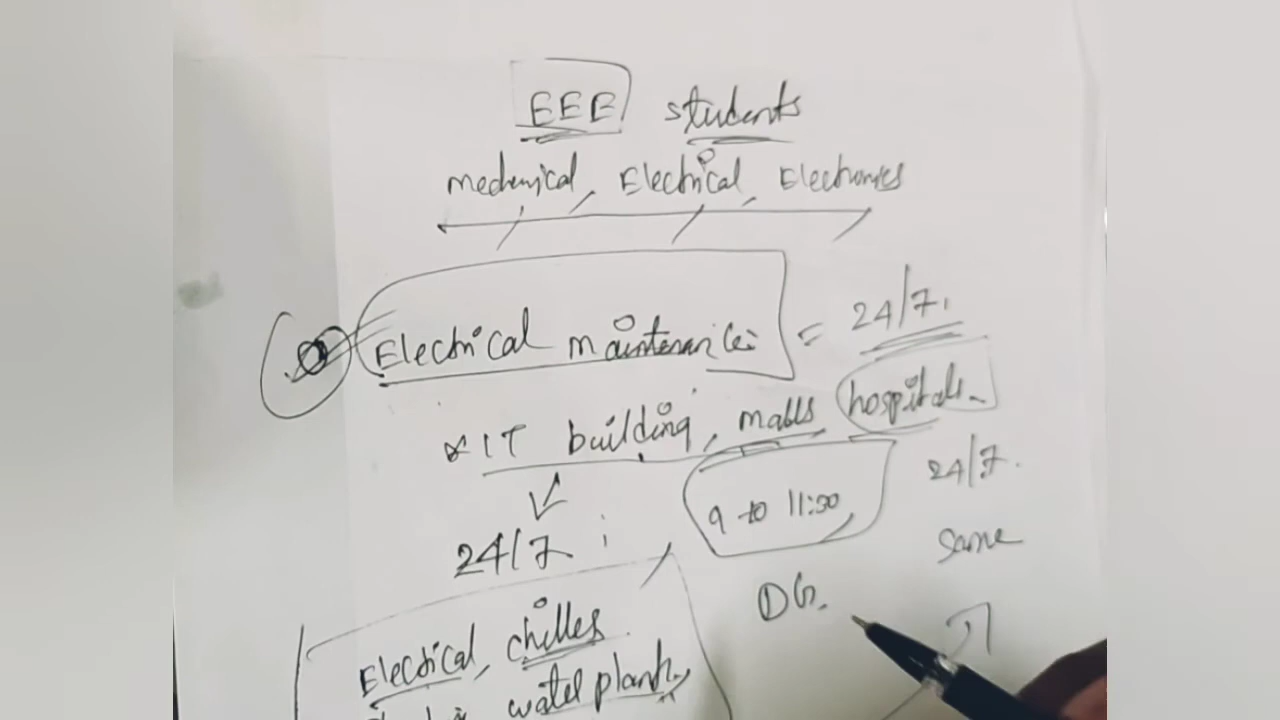 EEE students
Mechanical, Electrical, Electronics
Electrical maintenance = 24/7.
IT building, malls hospitals.
24/7 9 to 11:30 24/7.
same
DG.
Electrical, chilles
water plant